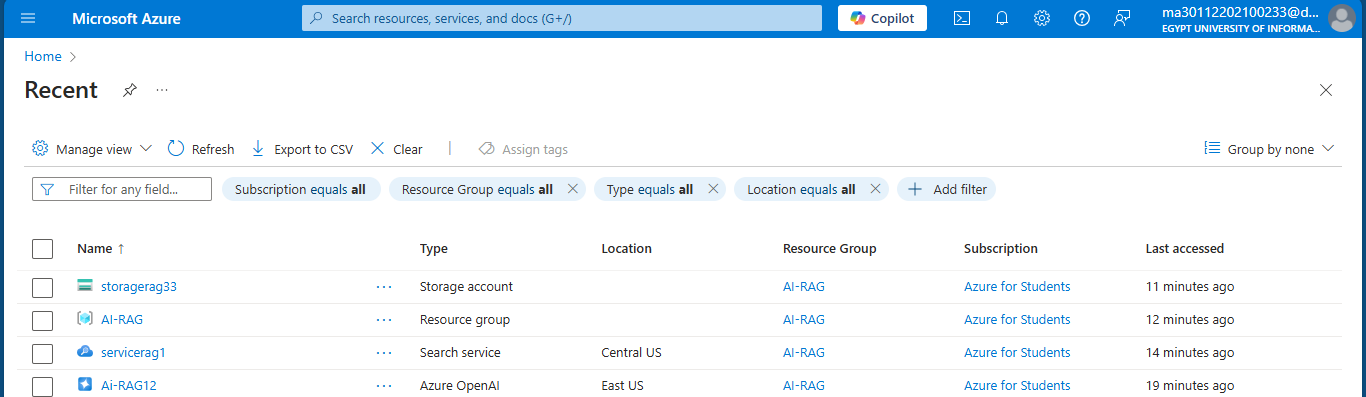 Microsoft Azure Search resources, services, and docs (G+/) Copilot ma30112202100233@d...
EGYPT UNIVERSITY OF INFORMA...
Home >
Recent ...
Manage view Refresh Export to CSV Clear | Assign tags Group by none
Filter for any field... Subscription equals all Resource Group equals all Type equals all Location equals all Add filter
Name ↑ Type Location Resource Group Subscription Last accessed
storagerag33 ... Storage account AI-RAG Azure for Students 11 minutes ago
AI-RAG ... Resource group AI-RAG Azure for Students 12 minutes ago
servicerag1 ... Search service Central US AI-RAG Azure for Students 14 minutes ago
Ai-RAG12 ... Azure OpenAI East US AI-RAG Azure for Students 19 minutes ago